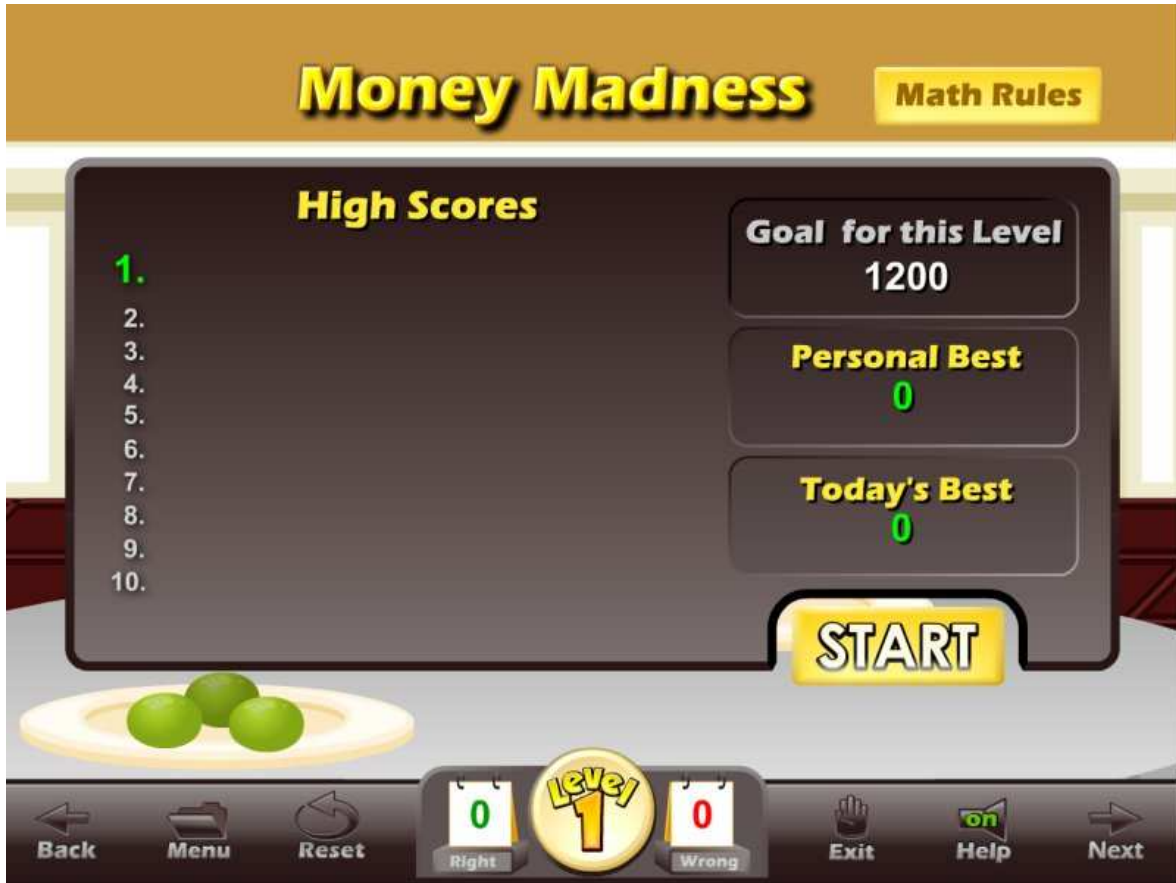 Money Madness
Math Rules
High Scores
1.
2.
3.
4.
5.
6.
7.
8.
9.
10.
Goal for this Level
1200
Personal Best
0
Today's Best
0
START
Back
Menu
Reset
0
Right
Level
1
0
Wrong
Exit
on
Help
Next